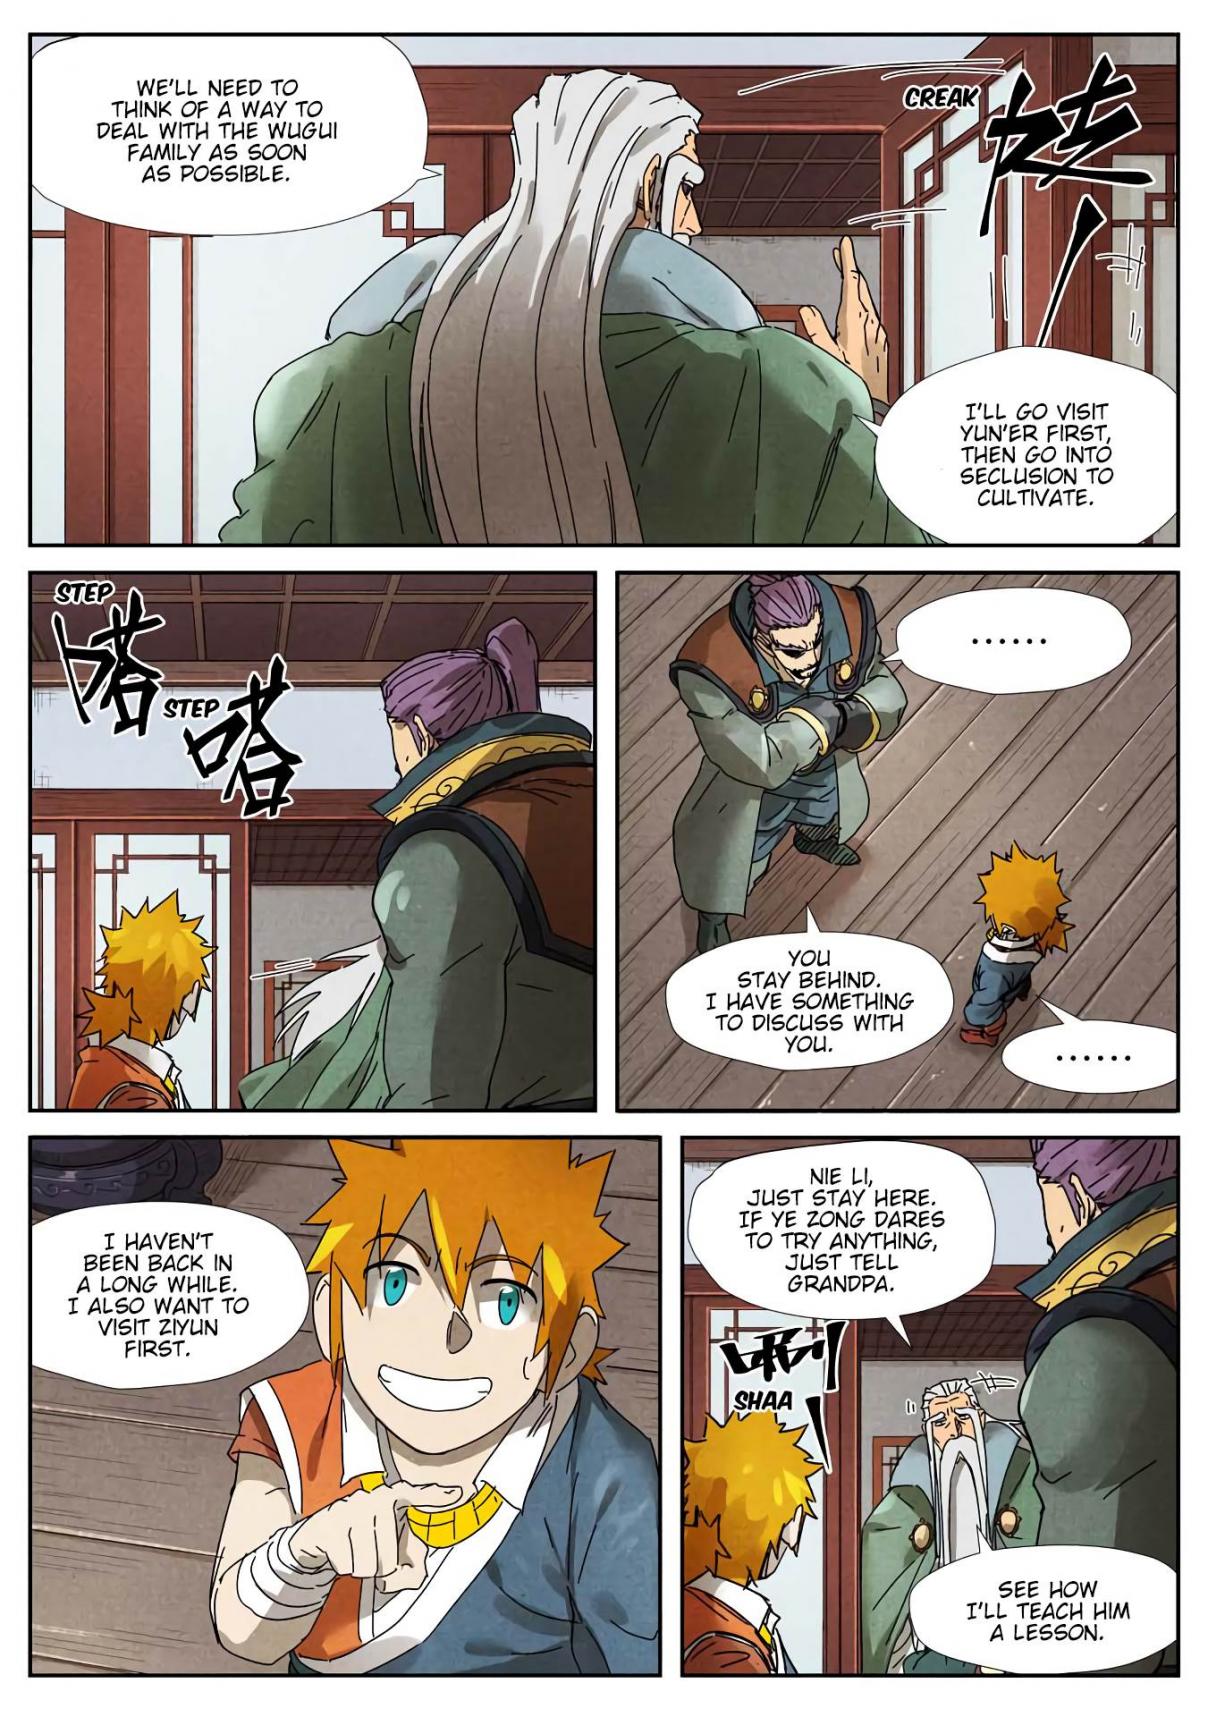 WE'LL NEED TO
THINK OF A WAY TO
DEAL WITH THE WUGUI
FAMILY AS SOON
AS POSSIBLE.
CREAK
I'LL GO VISIT
YUN'ER FIRST,
THEN GO INTO
SECLUSION TO
CULTIVATE.
STEP
嗒
STEP
嗒
......
YOU
STAY BEHIND.
I HAVE SOMETHING
TO DISCUSS WITH
YOU.
......
I HAVEN'T
BEEN BACK IN
A LONG WHILE.
I ALSO WANT TO
VISIT ZIYUN
FIRST.
NIE LI,
JUST STAY HERE.
IF YE ZONG DARES
TO TRY ANYTHING,
JUST TELL
GRANDPA.
唰
SHAA
SEE HOW
I'LL TEACH HIM
A LESSON.